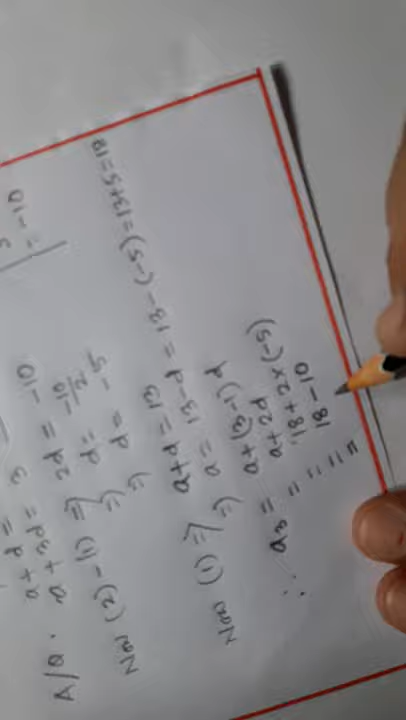 = -10
a + d =
A/Q. a + 3d = 3
Now (2) - (1) ⇒ 2d = -10
⇒ d = -10/2
⇒ d = -5
Now (1) ⇒ a + d = 13
⇒ a = 13 - d = 13 - (-5) = 13 + 5 = 18
∴ a3 = a + (3-1) d
= a + 2d
= 18 + 2 × (-5)
= 18 - 10
=